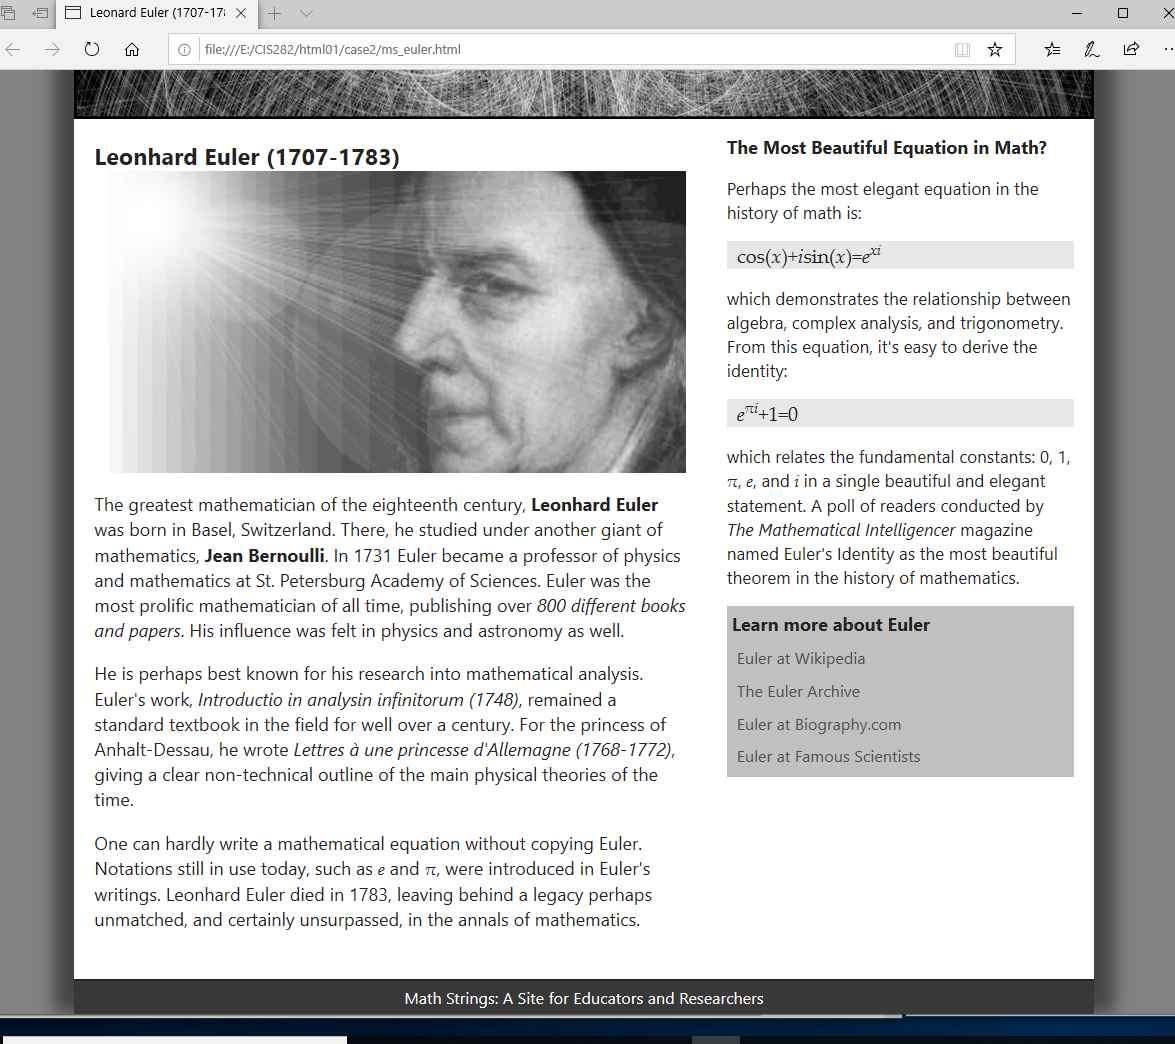 Leonard Euler (1707-17
file:///E:/CIS282/html01/case2/ms_euler.html
Leonhard Euler (1707-1783)
The greatest mathematician of the eighteenth century, Leonhard Euler
was born in Basel, Switzerland. There, he studied under another giant of
mathematics, Jean Bernoulli. In 1731 Euler became a professor of physics
and mathematics at St. Petersburg Academy of Sciences. Euler was the
most prolific mathematician of all time, publishing over 800 different books
and papers. His influence was felt in physics and astronomy as well.
He is perhaps best known for his research into mathematical analysis.
Euler's work, Introductio in analysin infinitorum (1748), remained a
standard textbook in the field for well over a century. For the princess of
Anhalt-Dessau, he wrote Lettres à une princesse d'Allemagne (1768-1772),
giving a clear non-technical outline of the main physical theories of the
time.
One can hardly write a mathematical equation without copying Euler.
Notations still in use today, such as e and π, were introduced in Euler's
writings. Leonhard Euler died in 1783, leaving behind a legacy perhaps
unmatched, and certainly unsurpassed, in the annals of mathematics.
The Most Beautiful Equation in Math?
Perhaps the most elegant equation in the
history of math is:
cos(x)+isin(x)=e^xi
which demonstrates the relationship between
algebra, complex analysis, and trigonometry.
From this equation, it's easy to derive the
identity:
e^πi+1=0
which relates the fundamental constants: 0, 1,
π, e, and i in a single beautiful and elegant
statement. A poll of readers conducted by
The Mathematical Intelligencer magazine
named Euler's Identity as the most beautiful
theorem in the history of mathematics.
Learn more about Euler
Euler at Wikipedia
The Euler Archive
Euler at Biography.com
Euler at Famous Scientists
Math Strings: A Site for Educators and Researchers